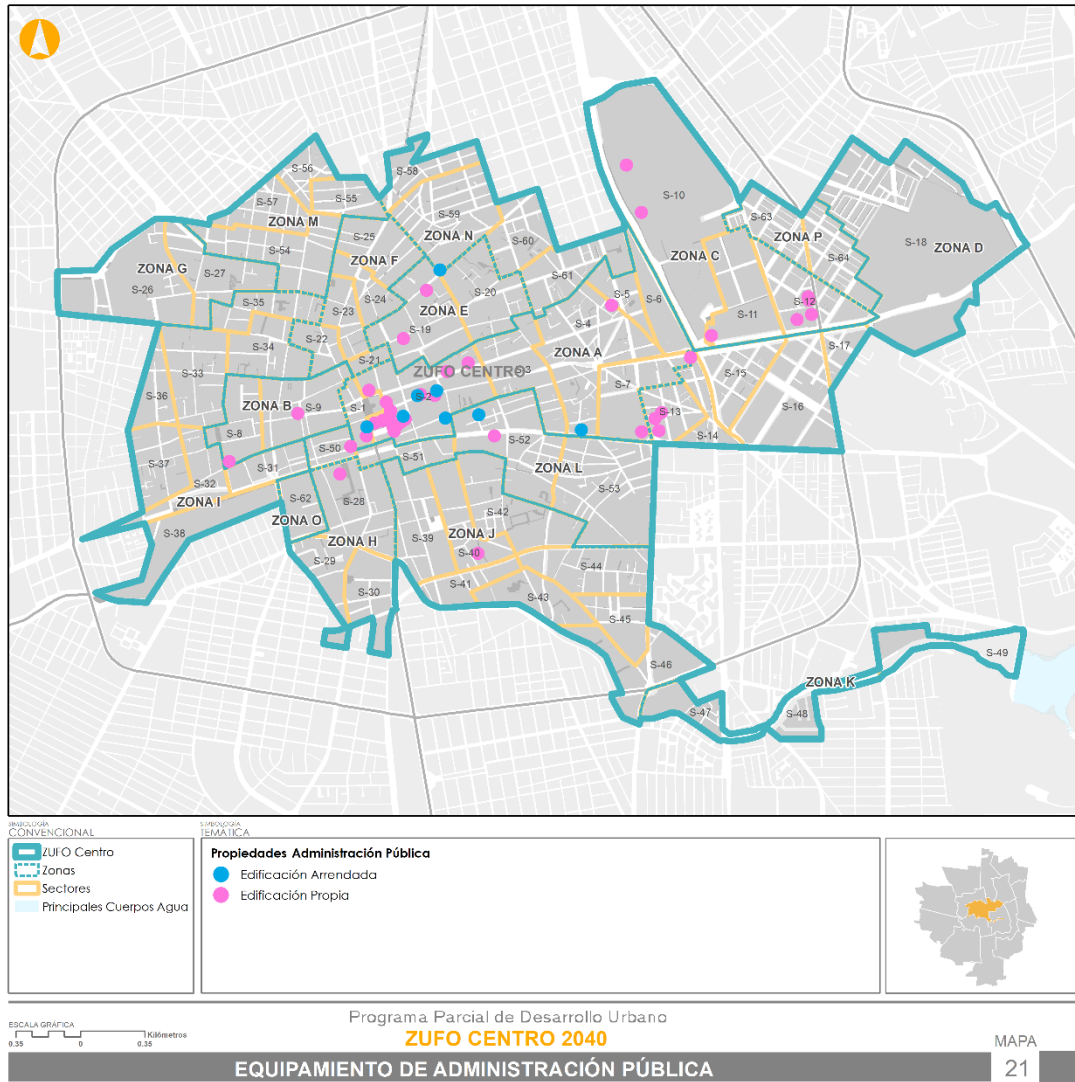 S-56
S-58
S-57
S-55
ZONA M
S-59
S-10
S-63
ZONA P
S-54
S-25
ZONA N
S-60
ZONA C
S-64
S-18
ZONA D
ZONA G
S-27
ZONA F
S-61
S-26
S-24
S-20
S-5
S-6
S-12
S-35
S-23
ZONA E
S-11
S-22
S-19
S-4
S-34
S-17
S-21
ZONA A
S-33
ZUFO CENTRO
S-3
S-7
S-15
S-36
S-2
S-16
ZONA B
S-9
S-1
S-13
S-8
S-14
S-50
S-52
S-51
S-37
S-31
ZONA L
S-32
S-53
ZONA I
S-62
S-28
S-42
ZONA O
S-38
S-39
ZONA J
ZONA H
S-40
S-29
S-44
S-41
S-30
S-43
S-45
S-46
S-49
ZONA K
S-47
S-48
SIMBOLOGÍA
CONVENCIONAL
ZUFO Centro
Zonas
Sectores
Principales Cuerpos Agua
SIMBOLOGÍA
TEMÁTICA
Propiedades Administración Pública
Edificación Arrendada
Edificación Propia
ESCALA GRÁFICA
Kilómetros
0.35 0 0.35
Programa Parcial de Desarrollo Urbano
ZUFO CENTRO 2040
EQUIPAMIENTO DE ADMINISTRACIÓN PÚBLICA
MAPA
21